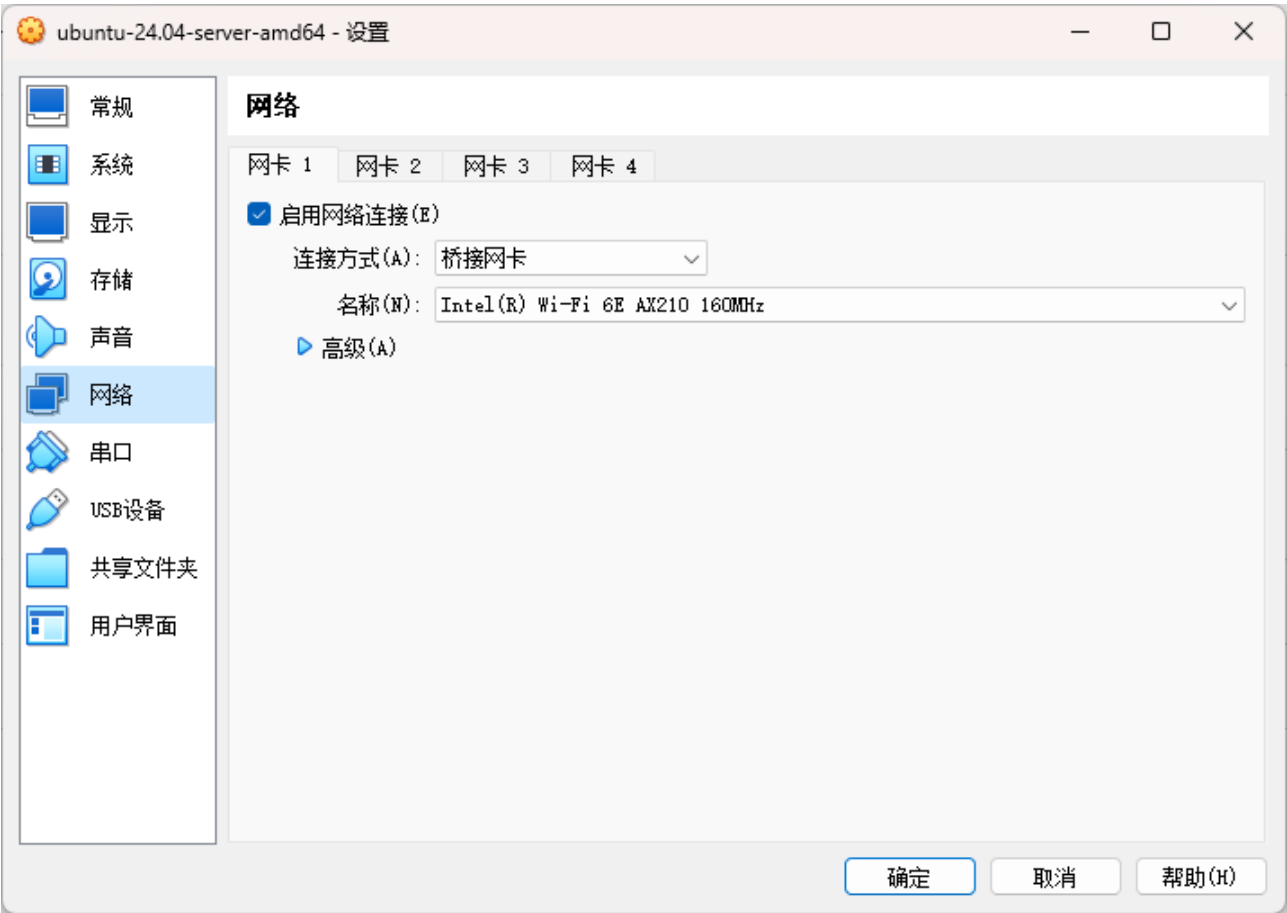 ubuntu-24.04-server-amd64 - 设置
常规
系统
显示
存储
声音
网络
串口
USB设备
共享文件夹
用户界面
网络
网卡 1 网卡 2 网卡 3 网卡 4
启用网络连接(E)
连接方式(A): 桥接网卡
名称(N): Intel(R) Wi-Fi 6E AX210 160MHz
高级(A)
确定 取消 帮助(H)